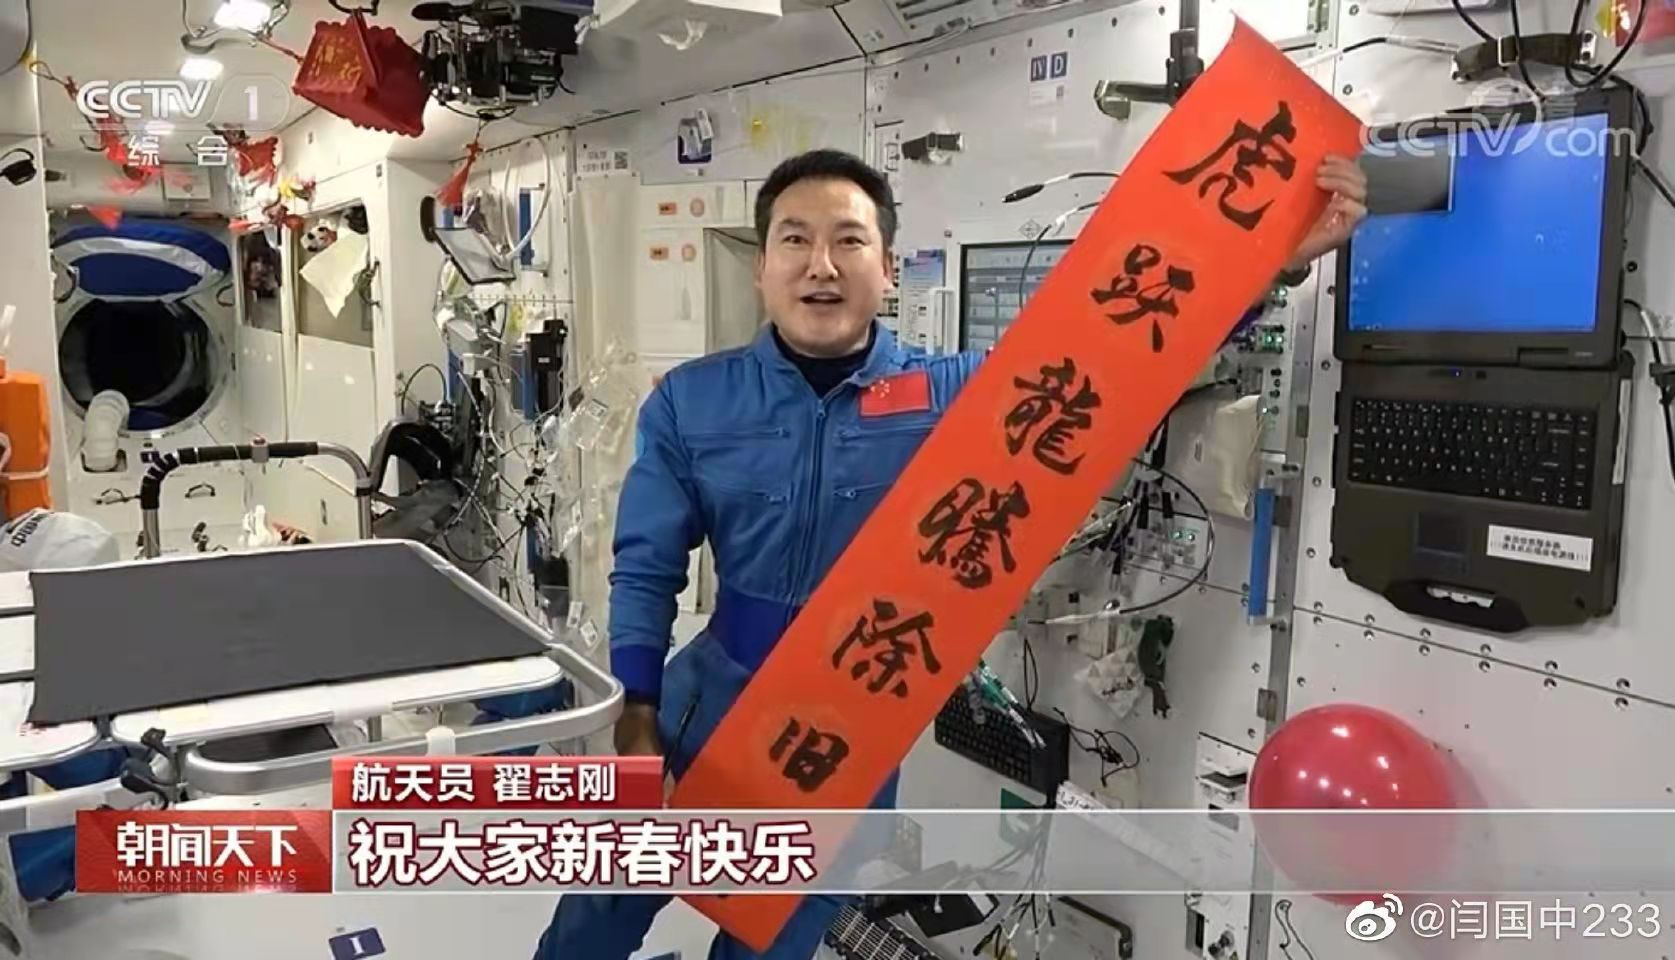 CCTV 1
综合
CCTV com
IV D
虎跃龍騰除旧
航天员 翟志刚
朝闻天下
MORNING NEWS
祝大家新春快乐
I
@闫国中233